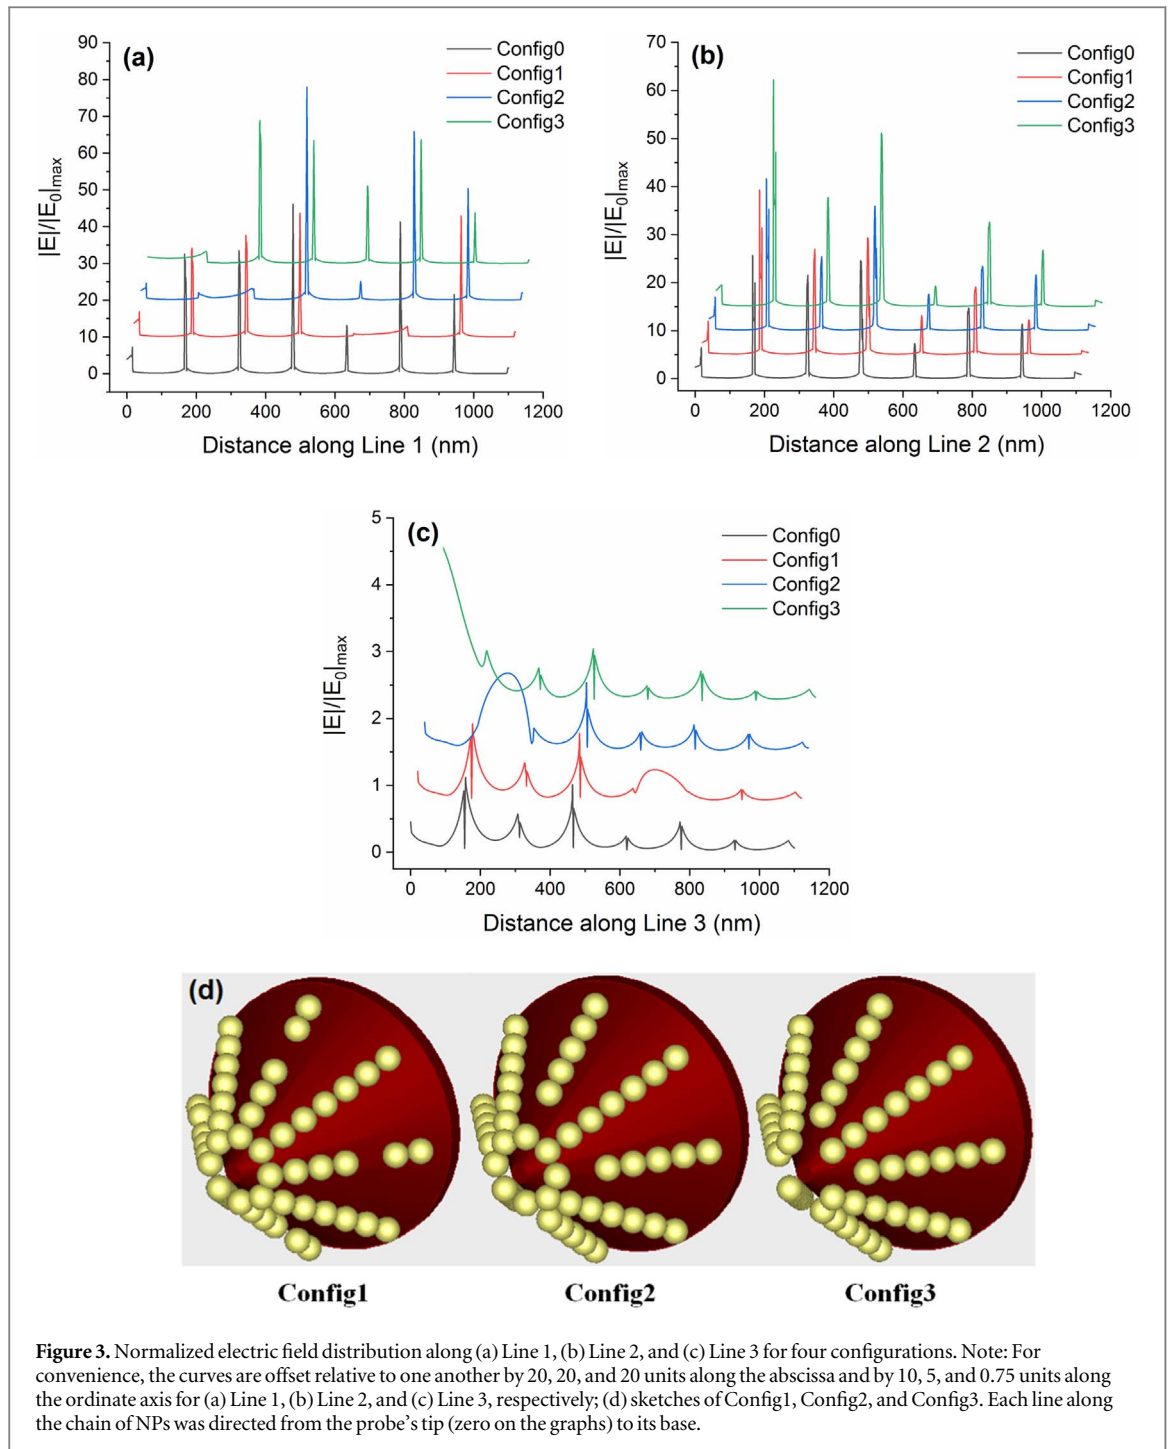 (a)
Config0
Config1
Config2
Config3
90
80
70
60
50
40
30
20
10
0
|E|/|E₀|max
0 200 400 600 800 1000 1200
Distance along Line 1 (nm)
(b)
Config0
Config1
Config2
Config3
70
60
50
40
30
20
10
0
|E|/|E₀|max
0 200 400 600 800 1000 1200
Distance along Line 2 (nm)
(c)
Config0
Config1
Config2
Config3
5
4
3
2
1
0
|E|/|E₀|max
0 200 400 600 800 1000 1200
Distance along Line 3 (nm)
(d)
Config1 Config2 Config3
Figure 3. Normalized electric field distribution along (a) Line 1, (b) Line 2, and (c) Line 3 for four configurations. Note: For
convenience, the curves are offset relative to one another by 20, 20, and 20 units along the abscissa and by 10, 5, and 0.75 units along
the ordinate axis for (a) Line 1, (b) Line 2, and (c) Line 3, respectively; (d) sketches of Config1, Config2, and Config3. Each line along
the chain of NPs was directed from the probe's tip (zero on the graphs) to its base.